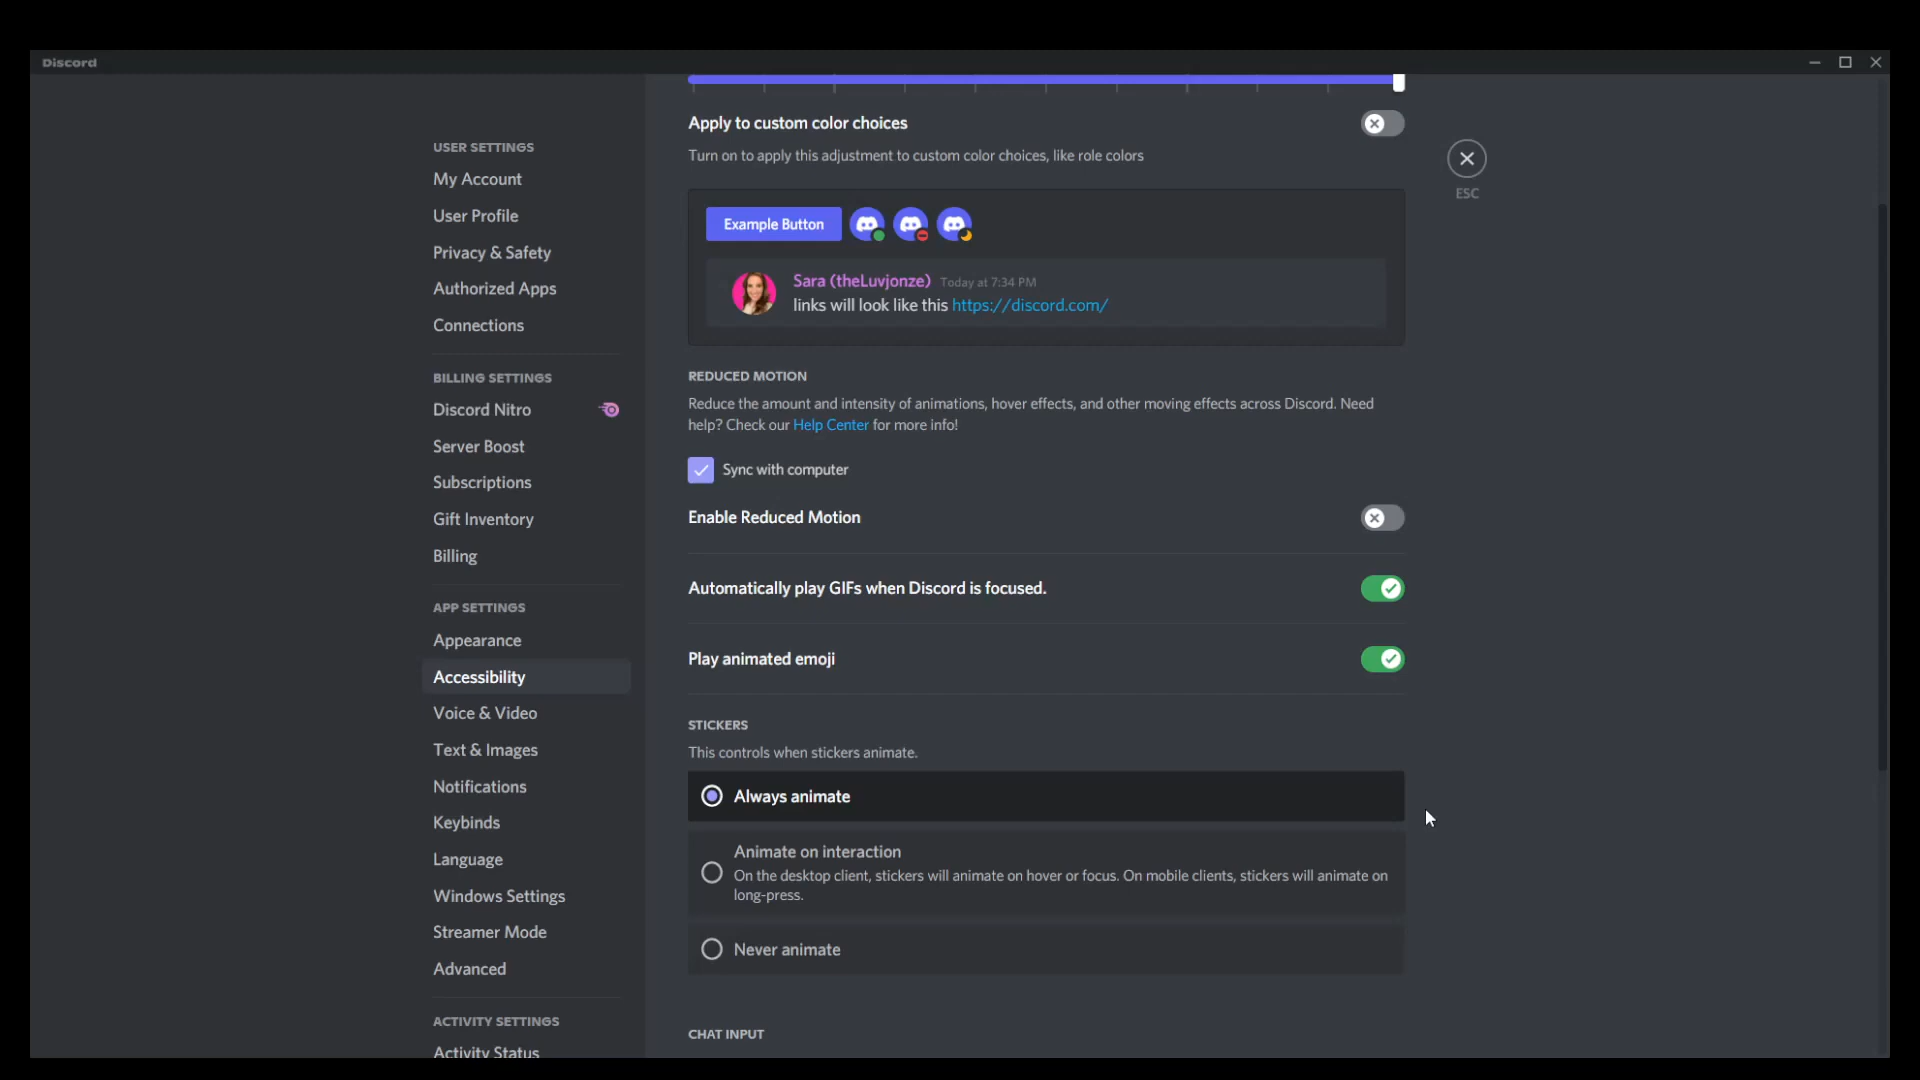 Discord
USER SETTINGS
My Account
User Profile
Privacy & Safety
Authorized Apps
Connections
BILLING SETTINGS
Discord Nitro
Server Boost
Subscriptions
Gift Inventory
Billing
APP SETTINGS
Appearance
Accessibility
Voice & Video
Text & Images
Notifications
Keybinds
Language
Windows Settings
Streamer Mode
Advanced
ACTIVITY SETTINGS
Activity Status
Apply to custom color choices
Turn on to apply this adjustment to custom color choices, like role colors
Example Button
Sara (theLuvjonze) Today at 7:34 PM
links will look like this https://discord.com/
REDUCED MOTION
Reduce the amount and intensity of animations, hover effects, and other moving effects across Discord. Need
help? Check our Help Center for more info!
Sync with computer
Enable Reduced Motion
Automatically play GIFs when Discord is focused.
Play animated emoji
STICKERS
This controls when stickers animate.
Always animate
Animate on interaction
On the desktop client, stickers will animate on hover or focus. On mobile clients, stickers will animate on
long-press.
Never animate
CHAT INPUT
ESC